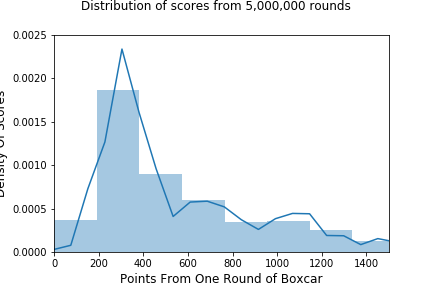 Distribution of scores from 5,000,000 rounds
0.0025
0.0020
0.0015
0.0010
0.0005
0.0000
Density Of Scores
0 200 400 600 800 1000 1200 1400
Points From One Round of Boxcar